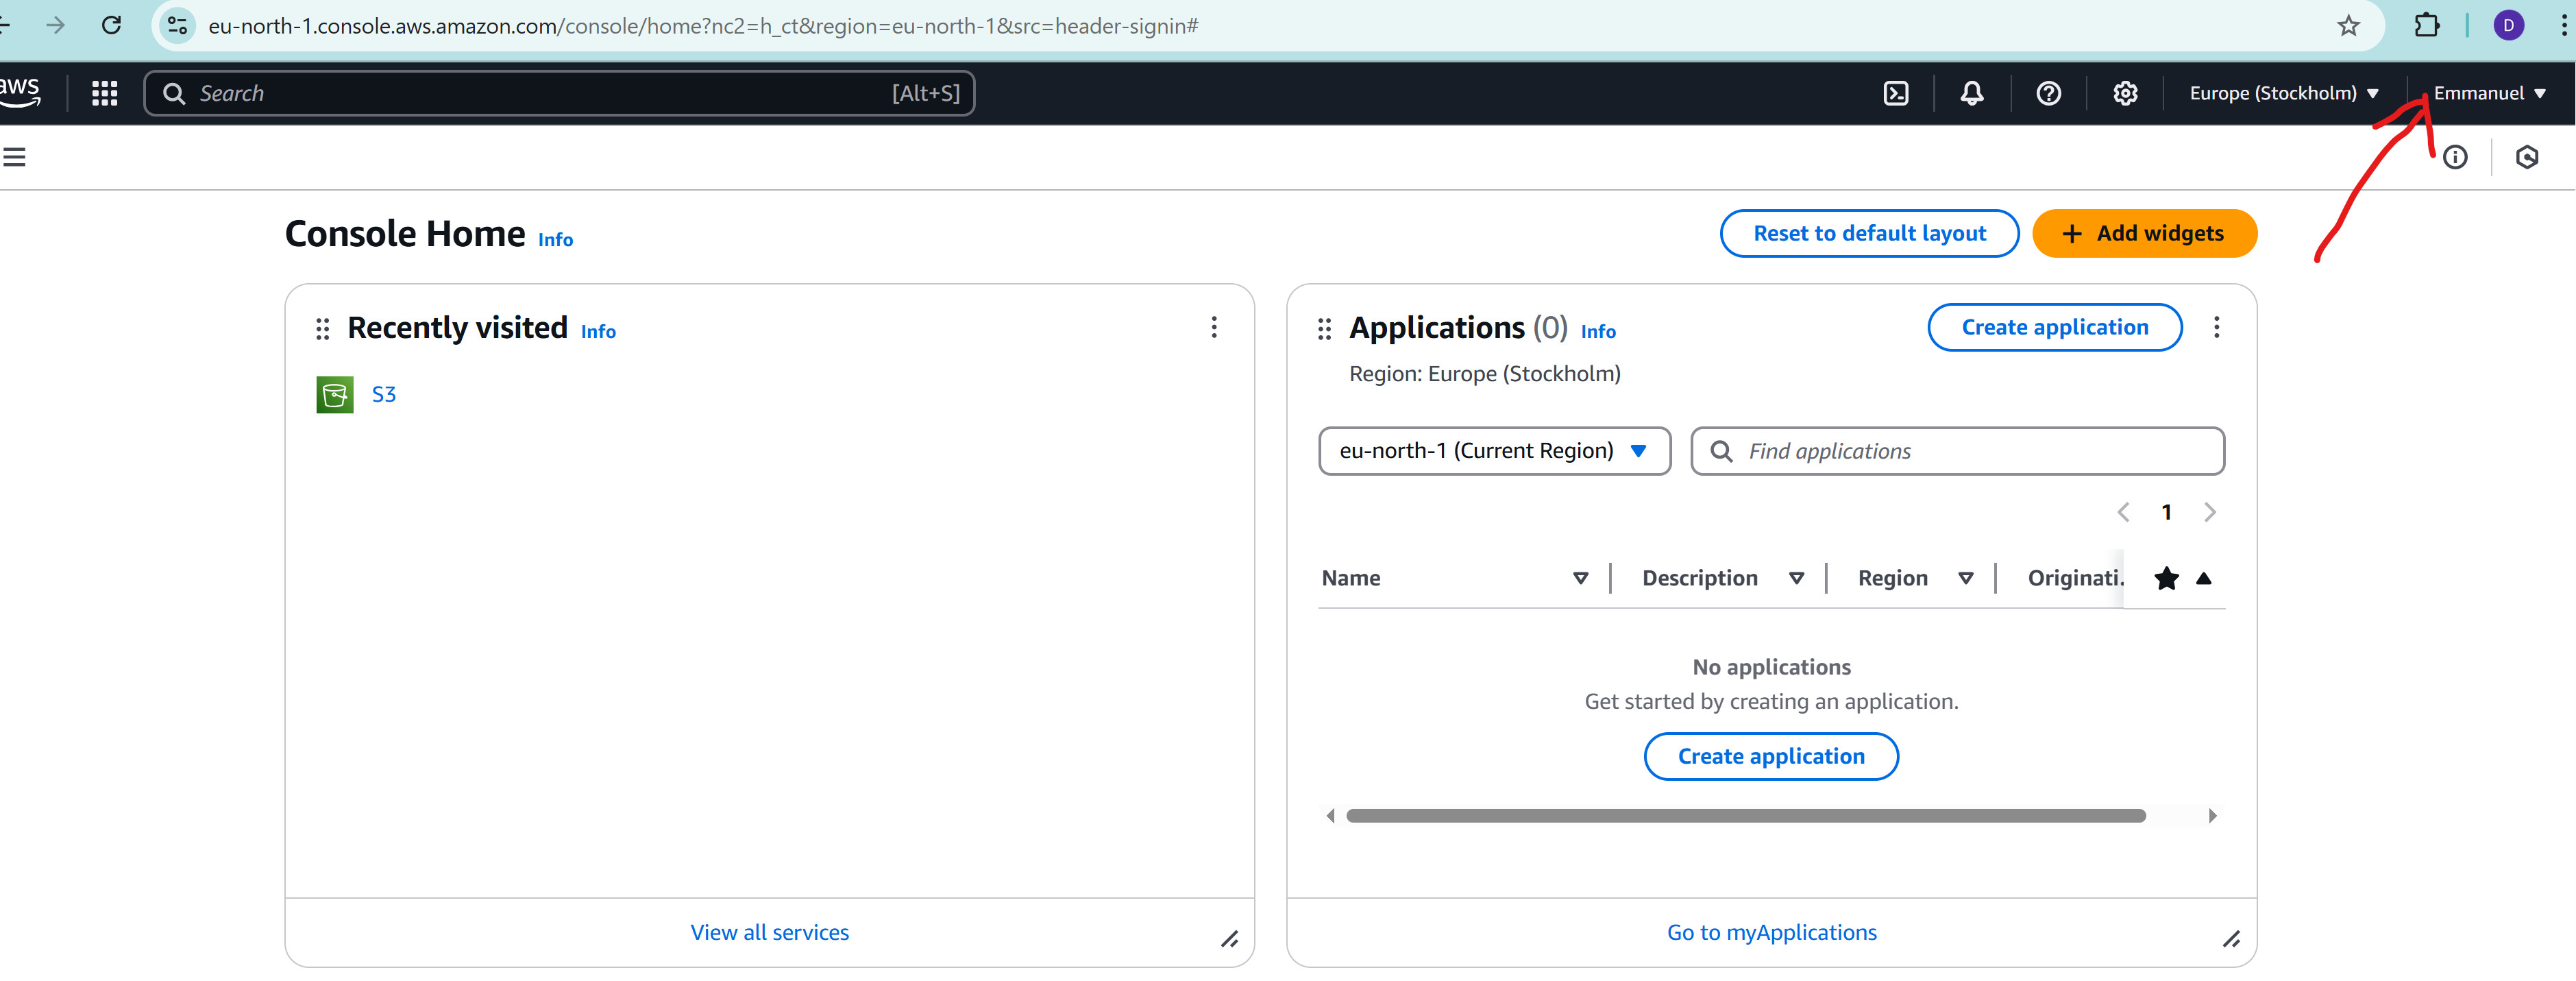 eu-north-1.console.aws.amazon.com/console/home?nc2=h_ct&region=eu-north-1&src=header-signin#
D
aws
Search
[Alt+S]
Europe (Stockholm)
Emmanuel
Console Home Info
Reset to default layout
+ Add widgets
Recently visited Info
S3
View all services
Applications (0) Info
Create application
Region: Europe (Stockholm)
eu-north-1 (Current Region)
Find applications
1
Name
Description
Region
Originati.
No applications
Get started by creating an application.
Create application
Go to myApplications